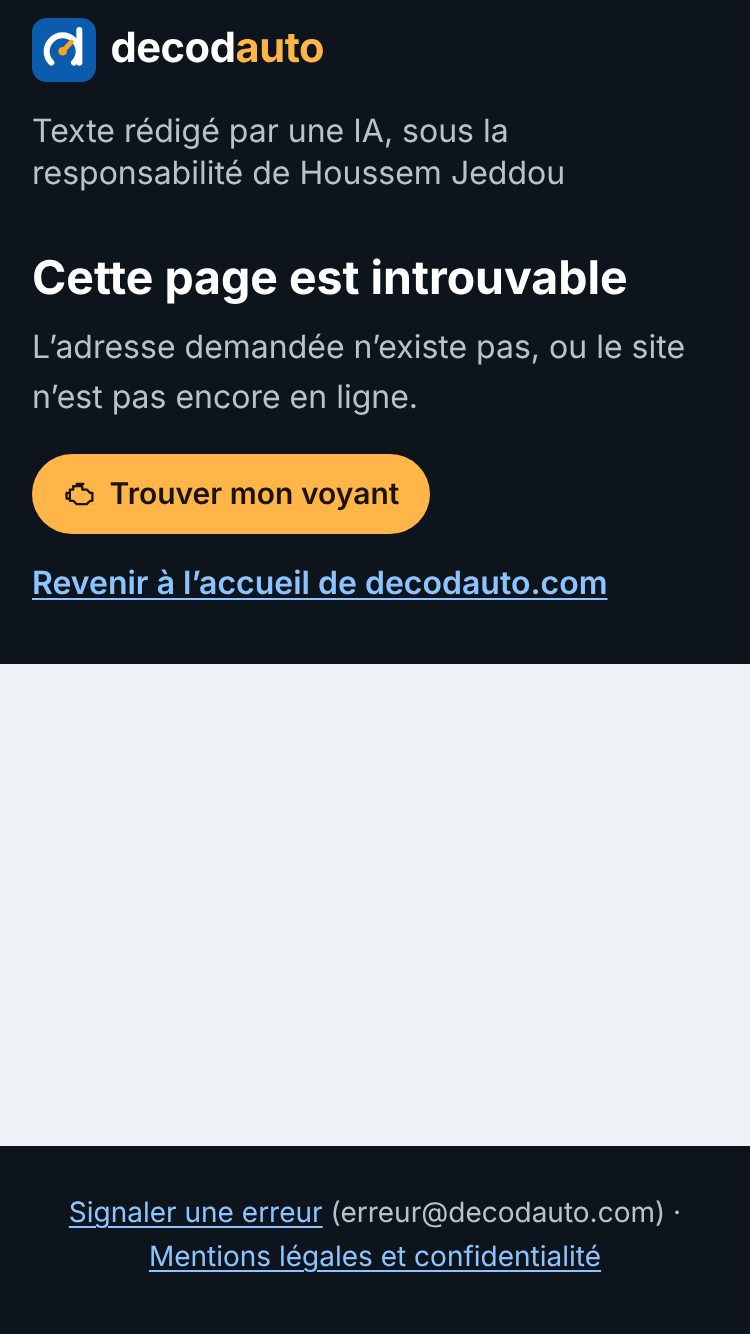 decodauto
Texte rédigé par une IA, sous la
responsabilité de Houssem Jeddou
Cette page est introuvable
L’adresse demandée n’existe pas, ou le site
n’est pas encore en ligne.
Trouver mon voyant
Revenir à l’accueil de decodauto.com
Signaler une erreur (erreur@decodauto.com) ·
Mentions légales et confidentialité